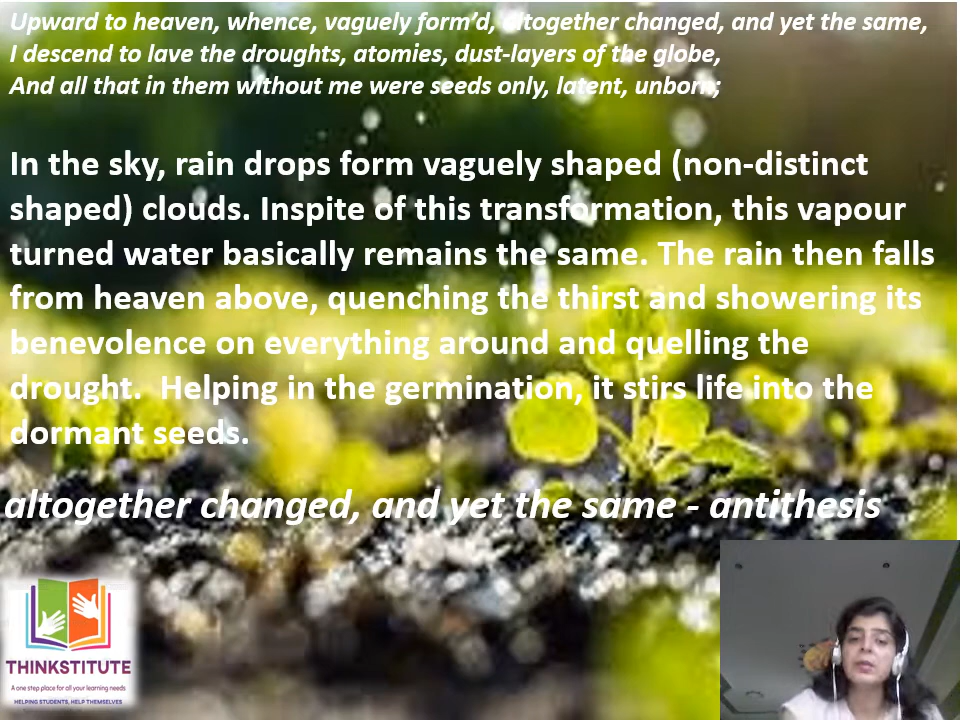 Upward to heaven, whence, vaguely form'd, altogether changed, and yet the same,
I descend to lave the droughts, atomies, dust-layers of the globe,
And all that in them without me were seeds only, latent, unborn;
In the sky, rain drops form vaguely shaped (non-distinct
shaped) clouds. Inspite of this transformation, this vapour
turned water basically remains the same. The rain then falls
from heaven above, quenching the thirst and showering its
benevolence on everything around and quelling the
drought. Helping in the germination, it stirs life into the
dormant seeds.
altogether changed, and yet the same - antithesis
THINKSTITUTE
A one step place for all your learning needs
HELPING STUDENTS, HELP THEMSELVES